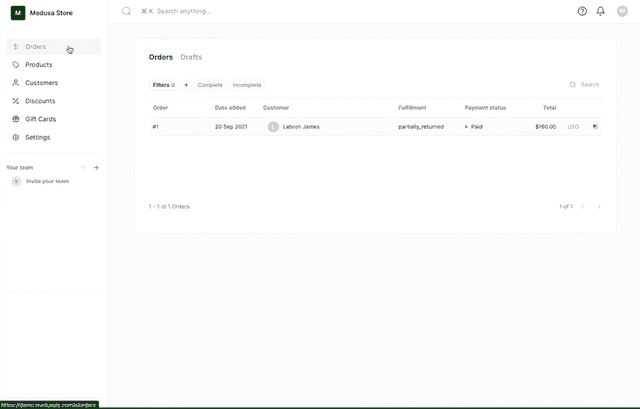 M Medusa Store
⌘ K Search anything...
M
Orders
Products
Customers
Discounts
Gift Cards
Settings
Your team
Invite your team
Orders Drafts
Filters 0 + Complete Incomplete Search
Order Date added Customer Fulfillment Payment status Total
#1 20 Sep 2021 L Lebron James partially_returned Paid $160.00 USD
1 - 1 of 1 Orders 1 of 1